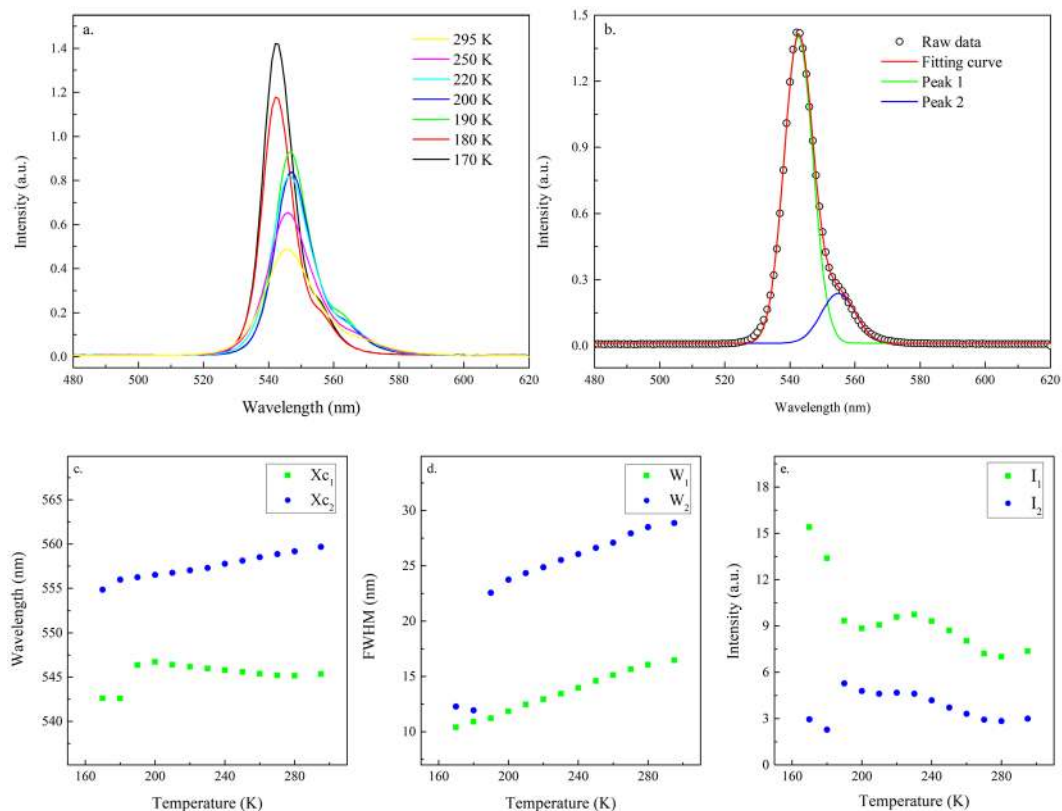 a.
295 K
250 K
220 K
200 K
190 K
180 K
170 K
Intensity (a.u.)
1.4
1.2
1.0
0.8
0.6
0.4
0.2
0.0
480 500 520 540 560 580 600 620
Wavelength (nm)
b.
Raw data
Fitting curve
Peak 1
Peak 2
Intensity (a.u.)
1.5
1.2
0.9
0.6
0.3
0.0
480 500 520 540 560 580 600 620
Wavelength (nm)
c.
Xc₁
Xc₂
Wavelength (nm)
565
560
555
550
545
540
160 200 240 280
Temperature (K)
d.
W₁
W₂
FWHM (nm)
30
25
20
15
10
160 200 240 280
Temperature (K)
e.
I₁
I₂
Intensity (a.u.)
18
15
12
9
6
3
0
160 200 240 280
Temperature (K)